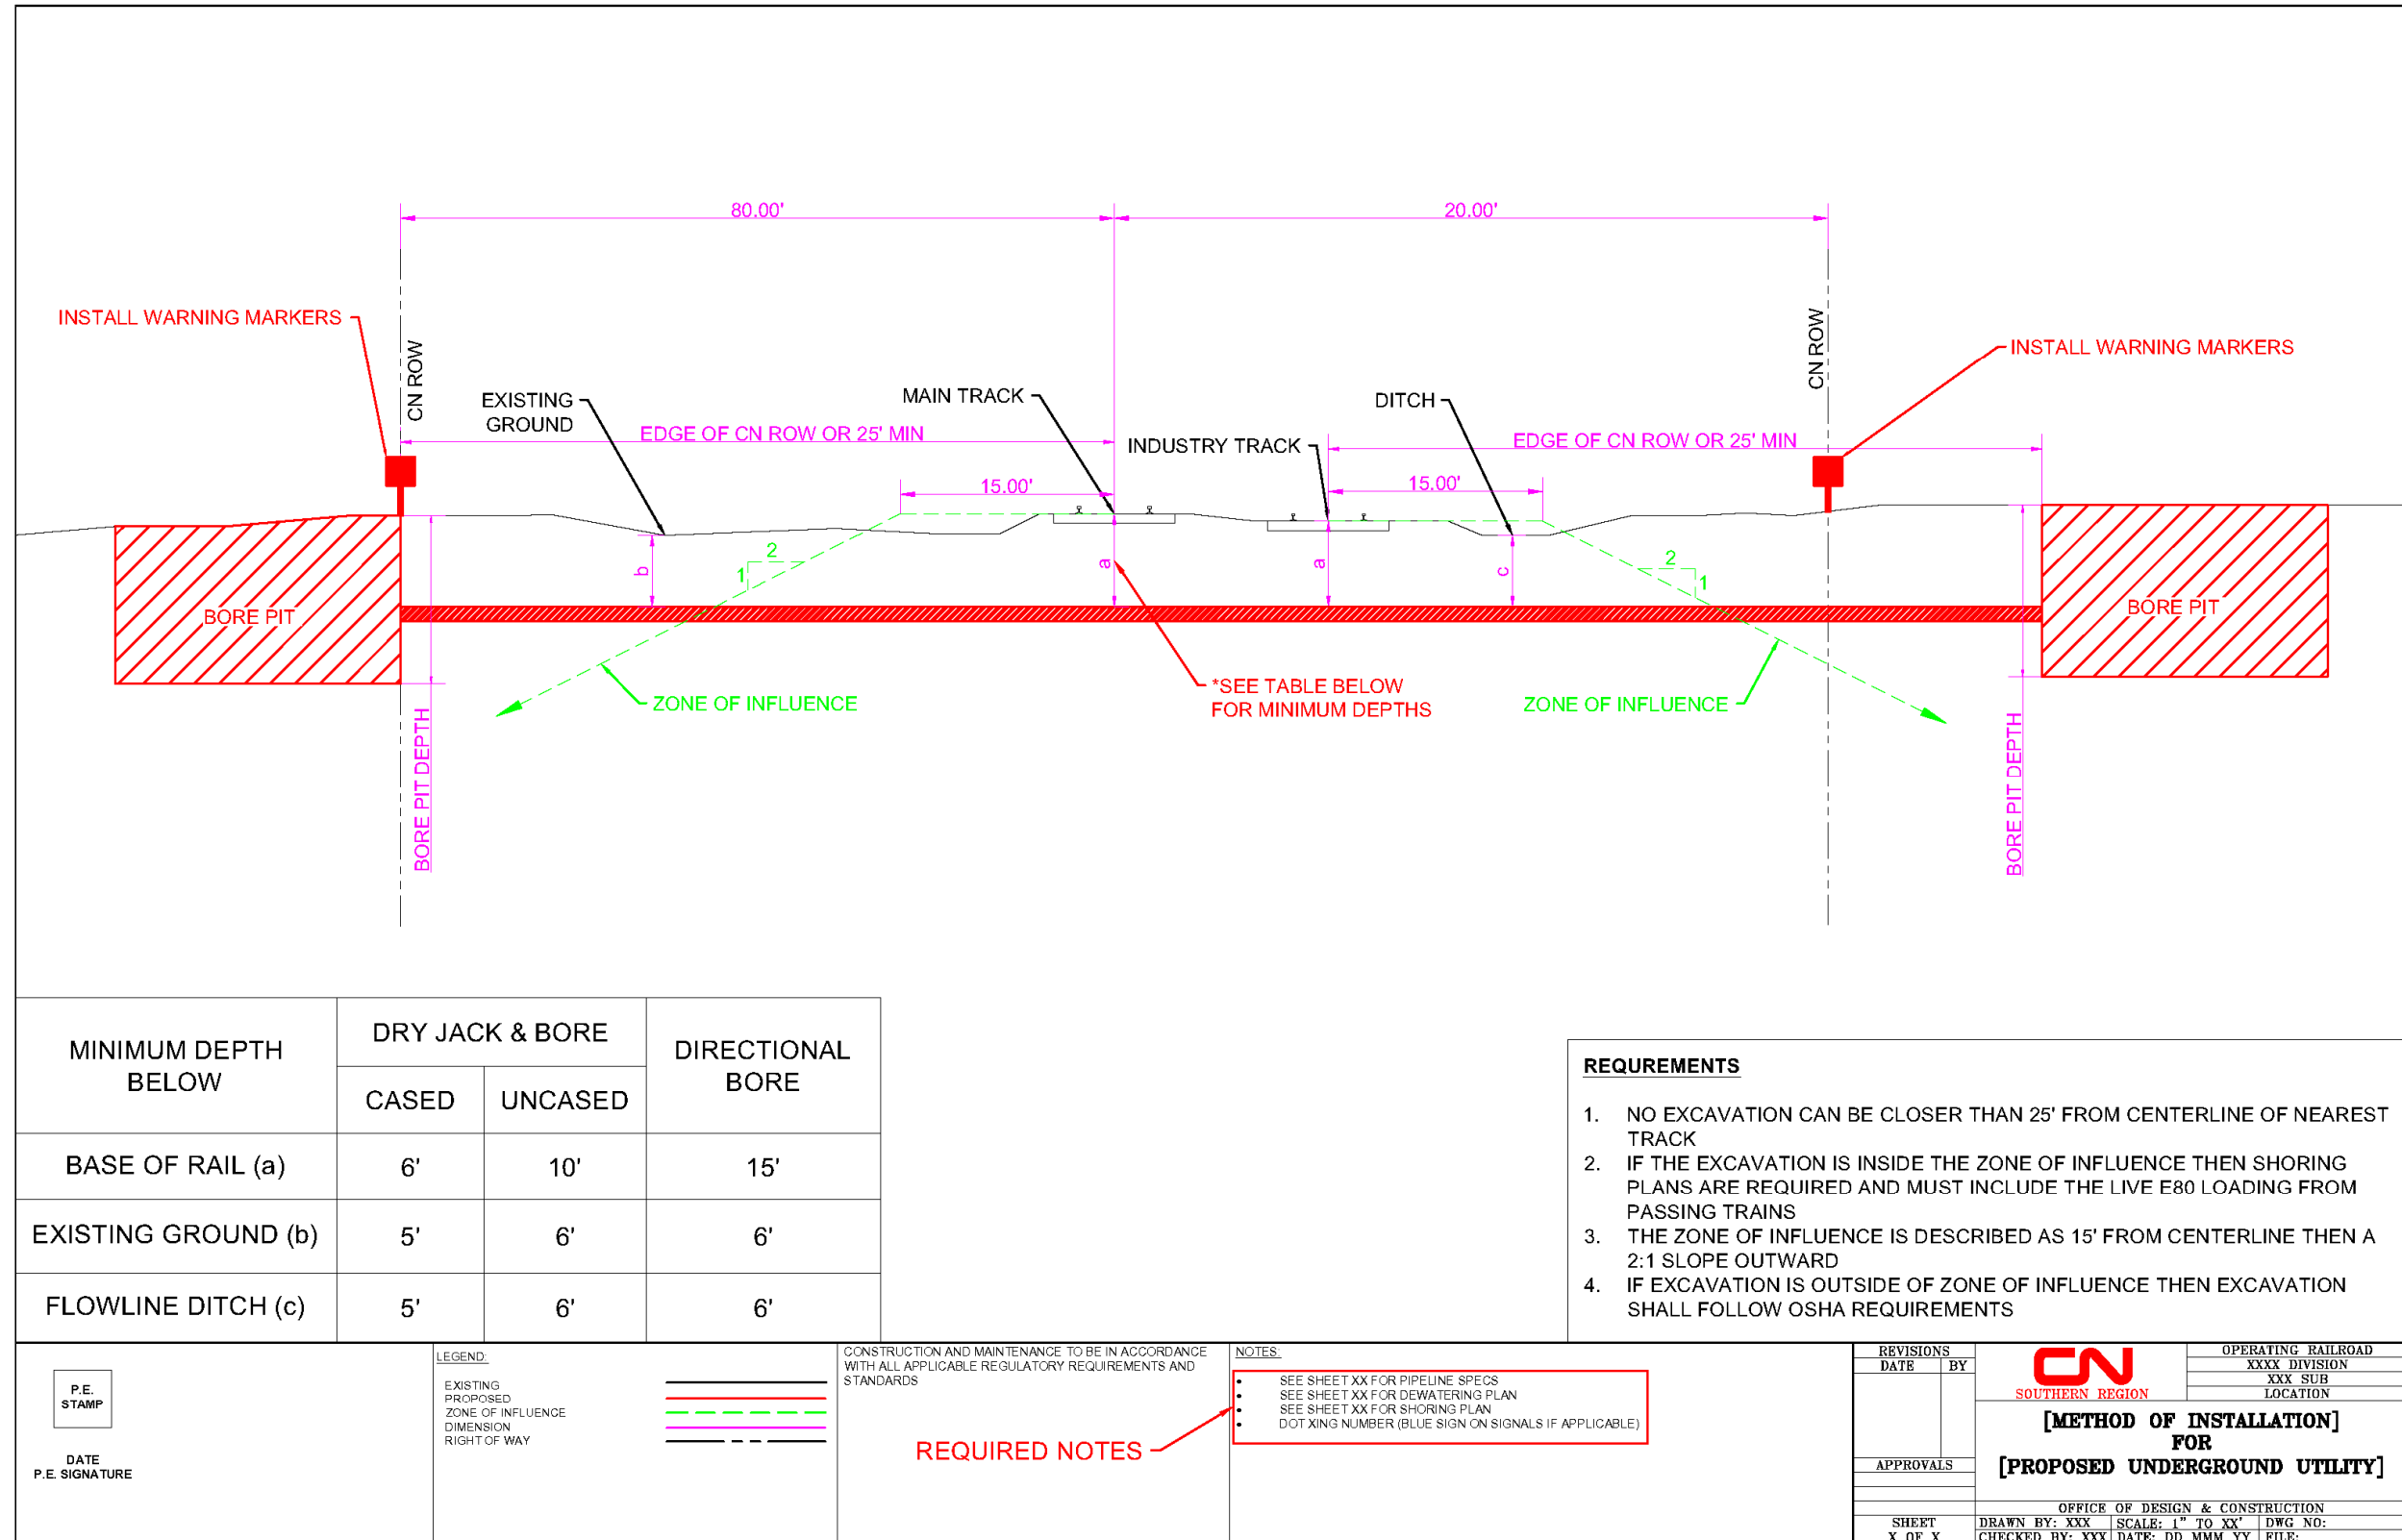 80.00'
20.00'
INSTALL WARNING MARKERS
CN ROW
EXISTING
GROUND
EDGE OF CN ROW OR 25' MIN
MAIN TRACK
INDUSTRY TRACK
DITCH
EDGE OF CN ROW OR 25' MIN
CN ROW
INSTALL WARNING MARKERS
15.00'
15.00'
b
2
1
a
a
c
2
1
BORE PIT
BORE PIT
ZONE OF INFLUENCE
*SEE TABLE BELOW
FOR MINIMUM DEPTHS
ZONE OF INFLUENCE
BORE PIT DEPTH
BORE PIT DEPTH
MINIMUM DEPTH
BELOW
DRY JACK & BORE
DIRECTIONAL
BORE
CASED
UNCASED
BASE OF RAIL (a)
6'
10'
15'
EXISTING GROUND (b)
5'
6'
6'
FLOWLINE DITCH (c)
5'
6'
6'
REQUREMENTS
1. NO EXCAVATION CAN BE CLOSER THAN 25' FROM CENTERLINE OF NEAREST
TRACK
2. IF THE EXCAVATION IS INSIDE THE ZONE OF INFLUENCE THEN SHORING
PLANS ARE REQUIRED AND MUST INCLUDE THE LIVE E80 LOADING FROM
PASSING TRAINS
3. THE ZONE OF INFLUENCE IS DESCRIBED AS 15' FROM CENTERLINE THEN A
2:1 SLOPE OUTWARD
4. IF EXCAVATION IS OUTSIDE OF ZONE OF INFLUENCE THEN EXCAVATION
SHALL FOLLOW OSHA REQUIREMENTS
P.E.
STAMP
DATE
P.E. SIGNATURE
LEGEND:
EXISTING
PROPOSED
ZONE OF INFLUENCE
DIMENSION
RIGHT OF WAY
CONSTRUCTION AND MAINTENANCE TO BE IN ACCORDANCE
WITH ALL APPLICABLE REGULATORY REQUIREMENTS AND
STANDARDS
REQUIRED NOTES
NOTES:
• SEE SHEET XX FOR PIPELINE SPECS
• SEE SHEET XX FOR DEWATERING PLAN
• SEE SHEET XX FOR SHORING PLAN
• DOT XING NUMBER (BLUE SIGN ON SIGNALS IF APPLICABLE)
REVISIONS
DATE BY
APPROVALS
CN
SOUTHERN REGION
OPERATING RAILROAD
XXXX DIVISION
XXX SUB
LOCATION
[METHOD OF INSTALLATION]
FOR
[PROPOSED UNDERGROUND UTILITY]
OFFICE OF DESIGN & CONSTRUCTION
SHEET
X OF X
DRAWN BY: XXX SCALE: 1" TO XX' DWG NO:
CHECKED BY: XXX DATE: DD MMM YY FILE: